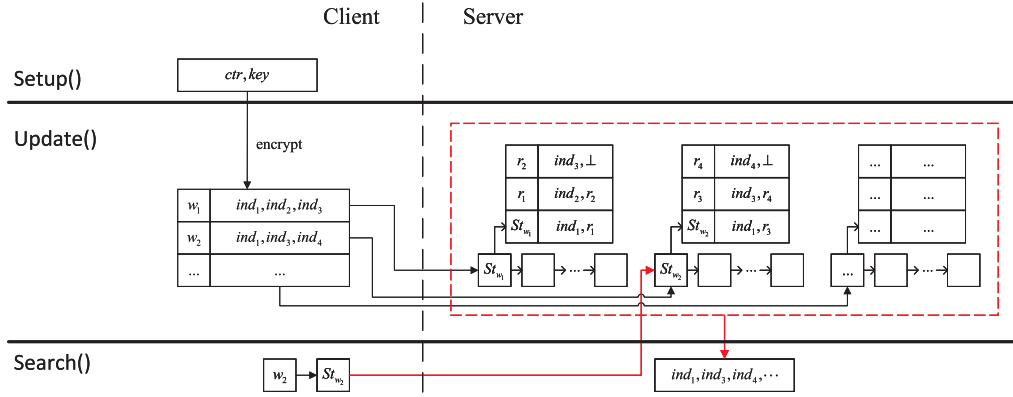 Client Server
Setup()
ctr, key
Update()
encrypt
w₁ ind₁, ind₂, ind₃
w₂ ind₁, ind₃, ind₄
... ...
r₂ ind₃, ⊥
r₁ ind₂, r₂
St_w₁ ind₁, r₁
St_w₁ ...
r₄ ind₄, ⊥
r₃ ind₃, r₄
St_w₂ ind₁, r₃
St_w₂ ...
... ...
... ...
... ...
... ...
Search()
w₂ St_w₂
ind₁, ind₃, ind₄, ⋯